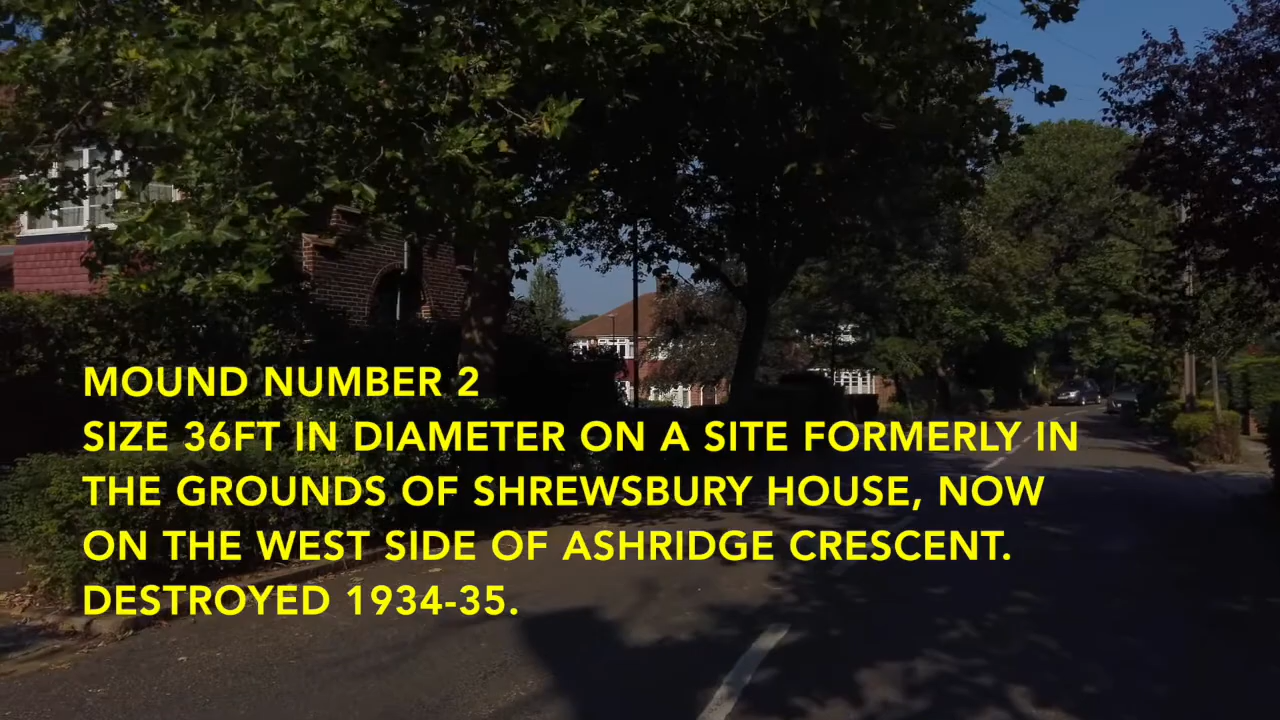 MOUND NUMBER 2
SIZE 36FT IN DIAMETER ON A SITE FORMERLY IN
THE GROUNDS OF SHREWSBURY HOUSE, NOW
ON THE WEST SIDE OF ASHRIDGE CRESCENT.
DESTROYED 1934-35.